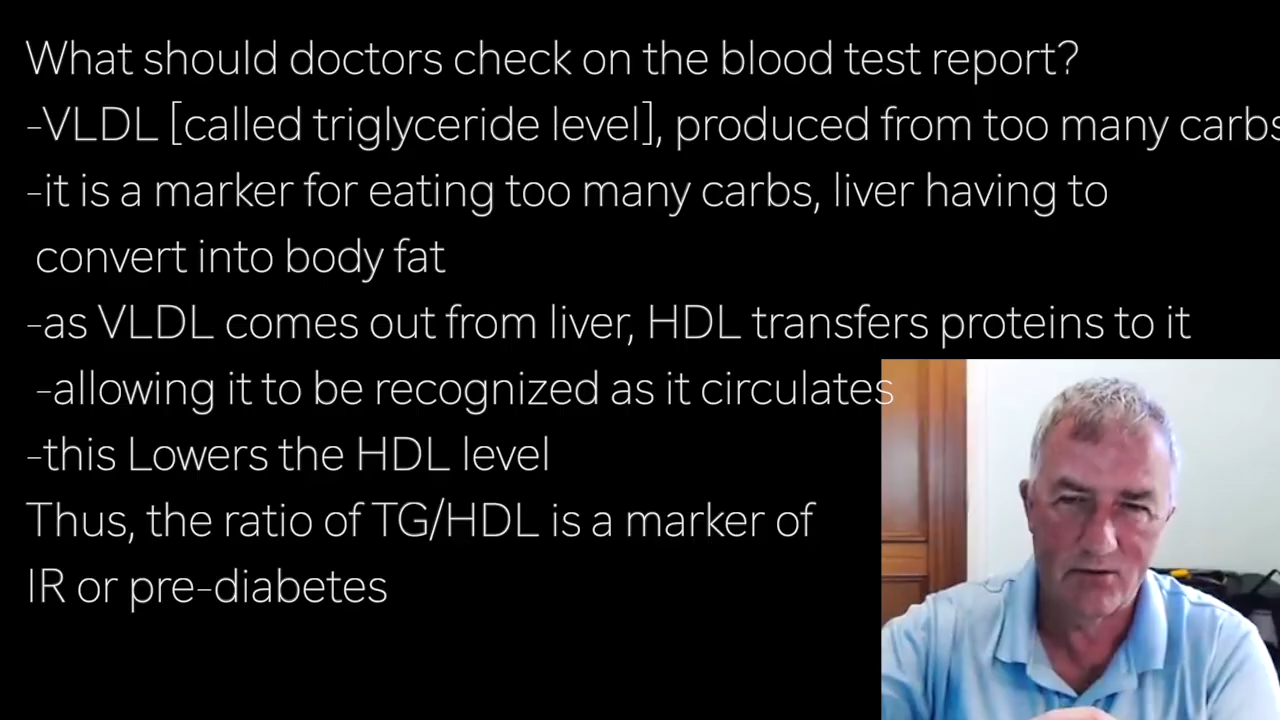 What should doctors check on the blood test report?
-VLDL [called triglyceride level], produced from too many carbs
-it is a marker for eating too many carbs, liver having to
convert into body fat
-as VLDL comes out from liver, HDL transfers proteins to it
-allowing it to be recognized as it circulates
-this Lowers the HDL level
Thus, the ratio of TG/HDL is a marker of
IR or pre-diabetes